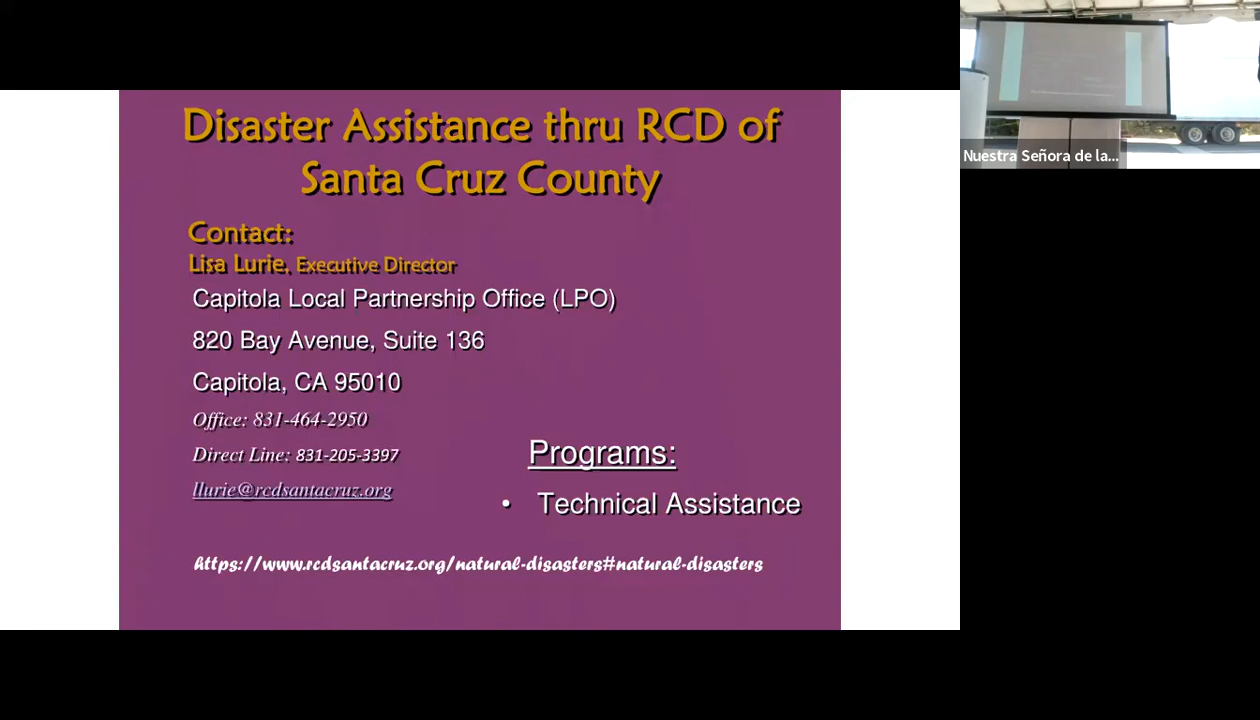 Disaster Assistance thru RCD of
Santa Cruz County
Contact:
Lisa Lurie, Executive Director
Capitola Local Partnership Office (LPO)
820 Bay Avenue, Suite 136
Capitola, CA 95010
Office: 831-464-2950
Direct Line: 831-205-3397
llurie@rcdsantacruz.org
Programs:
• Technical Assistance
https://www.rcdsantacruz.org/natural-disasters#natural-disasters
Nuestra Señora de la...